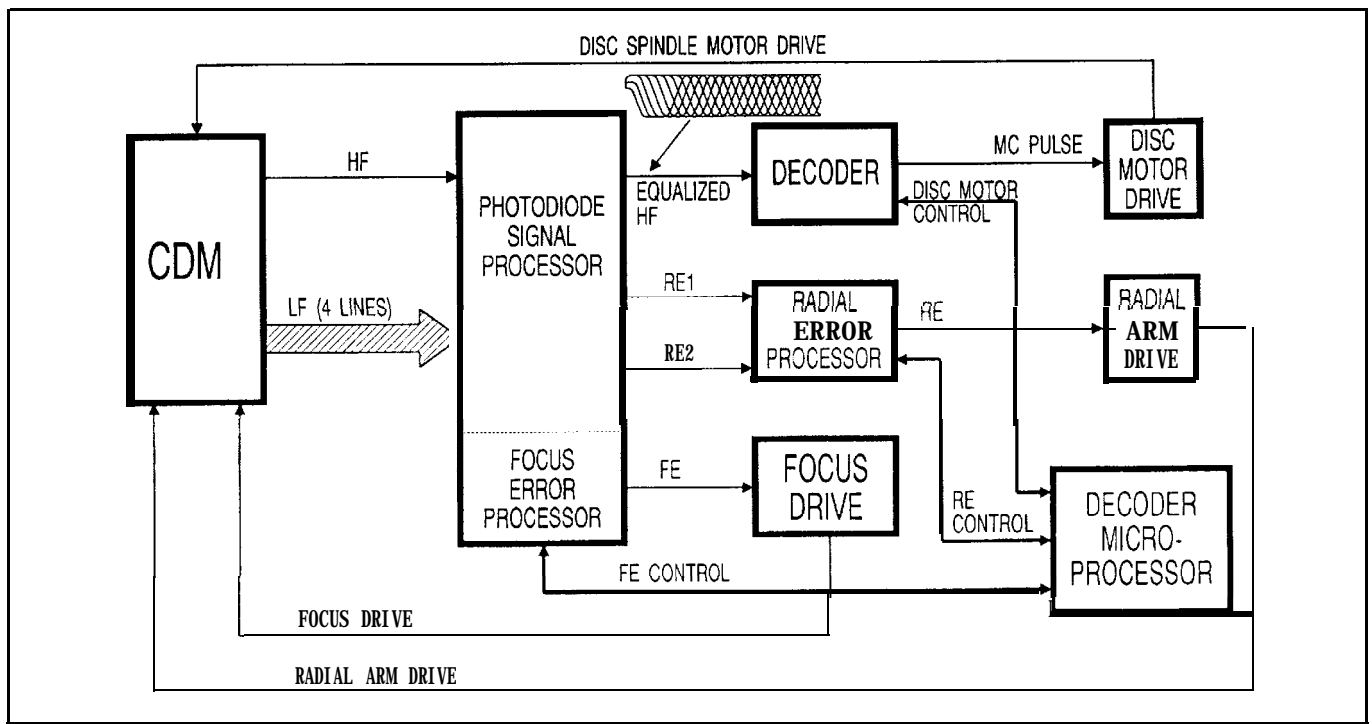 DISC SPINDLE MOTOR DRIVE
CDM
HF
LF (4 LINES)
PHOTODIODE
SIGNAL
PROCESSOR
FOCUS
ERROR
PROCESSOR
EQUALIZED
HF
DECODER
MC PULSE
DISC
MOTOR
DRIVE
DISC MOTOR
CONTROL
RE1
RE2
RADIAL
ERROR
PROCESSOR
RE
RADIAL
ARM
DRIVE
FE
FOCUS
DRIVE
RE
CONTROL
DECODER
MICRO-
PROCESSOR
FE CONTROL
FOCUS DRIVE
RADIAL ARM DRIVE